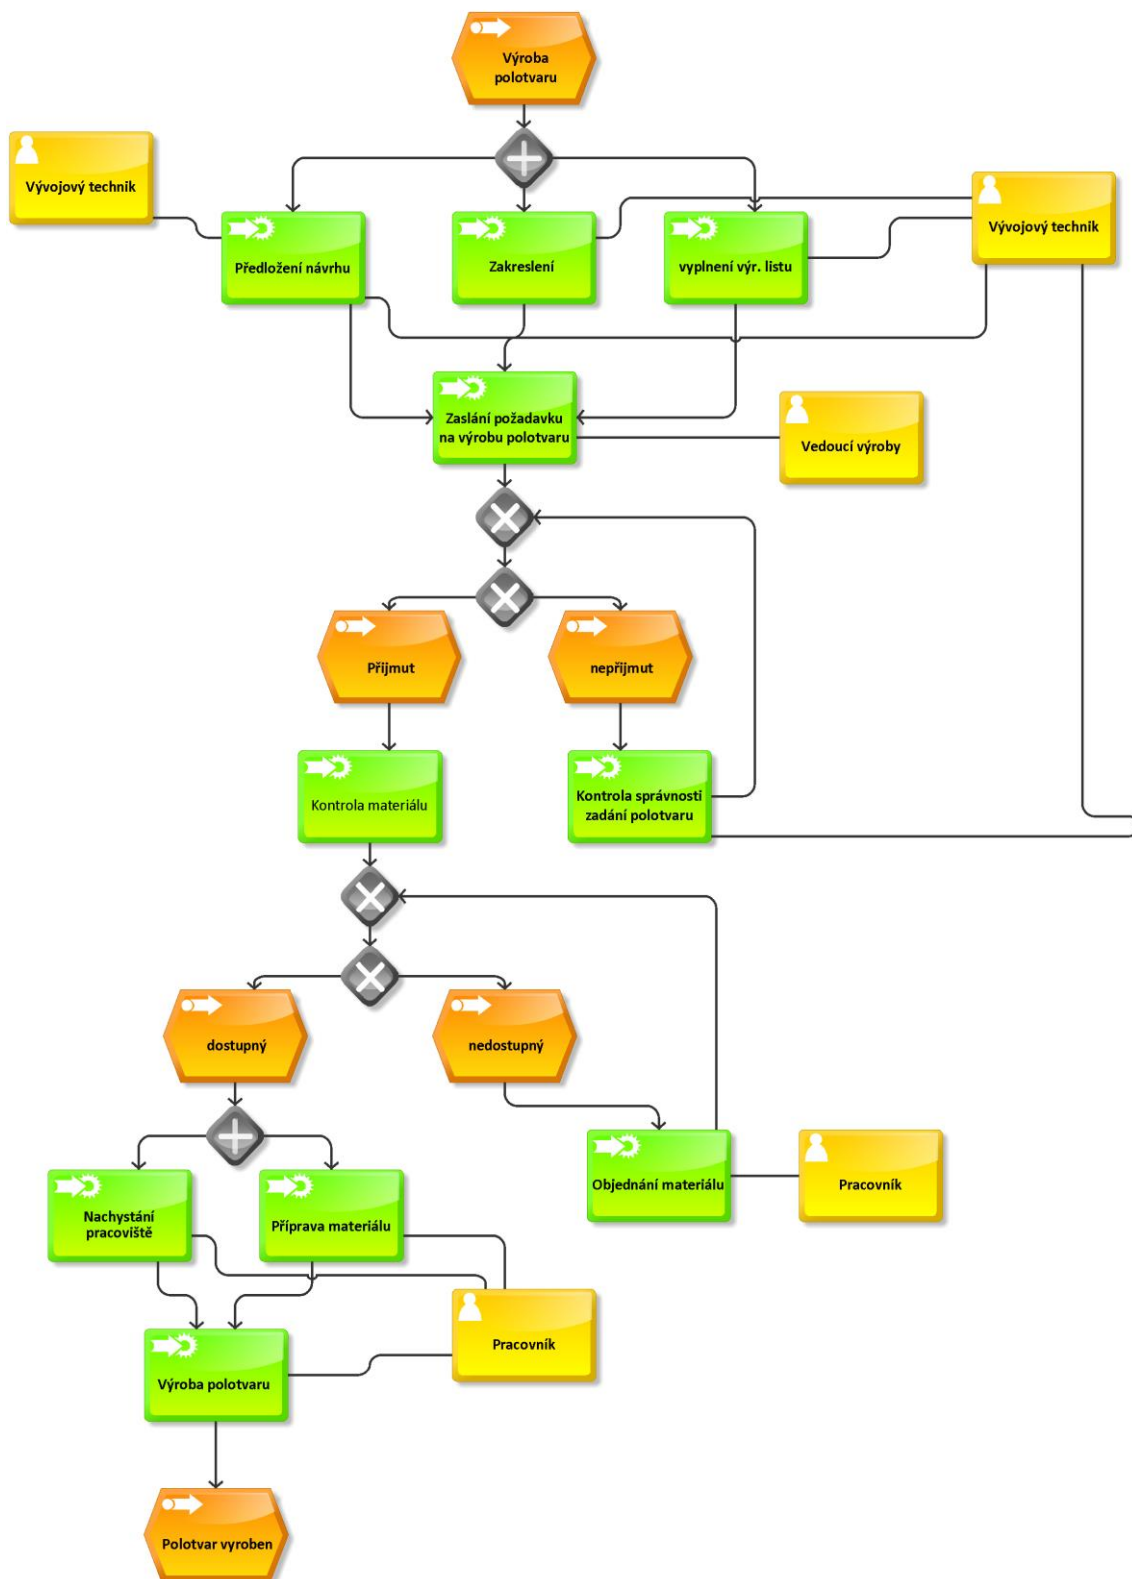 Výroba
polotvaru
Vývojový technik
Vývojový technik
Předložení návrhu
Zakreslení
vyplnení výr. listu
Zaslání požadavku
na výrobu polotvaru
Vedoucí výroby
Přijmut
nepřijmut
Kontrola materiálu
Kontrola správnosti
zadání polotvaru
dostupný
nedostupný
Objednání materiálu
Pracovník
Nachystání
pracoviště
Příprava materiálu
Pracovník
Výroba polotvaru
Polotvar vyroben